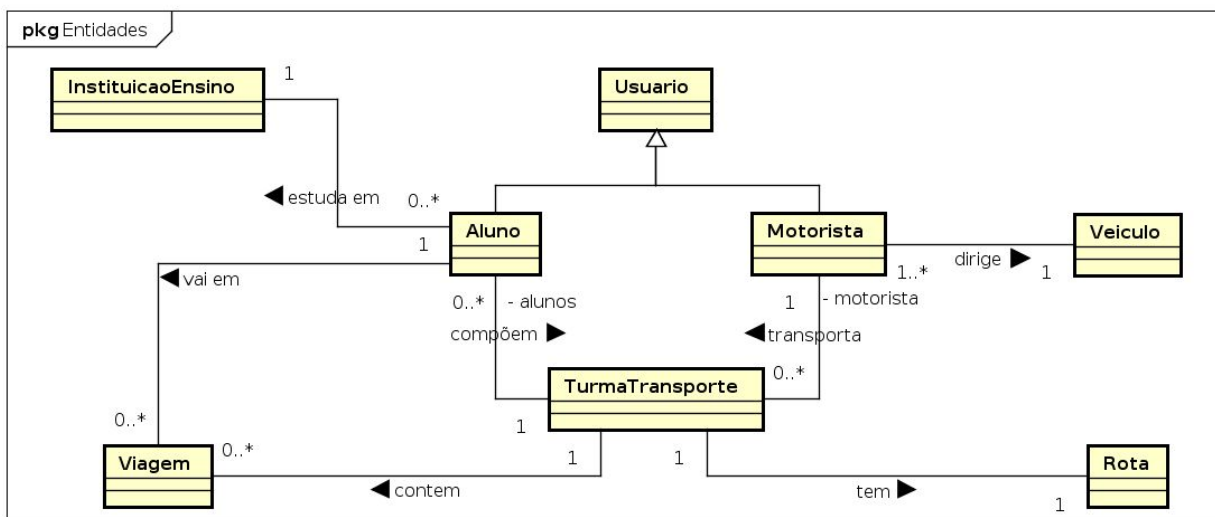 pkg Entidades
InstituicaoEnsino
1
Usuario
estuda em
0..*
Aluno
Motorista
Veiculo
1
vai em
dirige
1..*
1
0..*
- alunos
1
- motorista
compõem
transporta
TurmaTransporte
0..*
0..*
1
Viagem
0..*
1
1
Rota
contem
tem
1